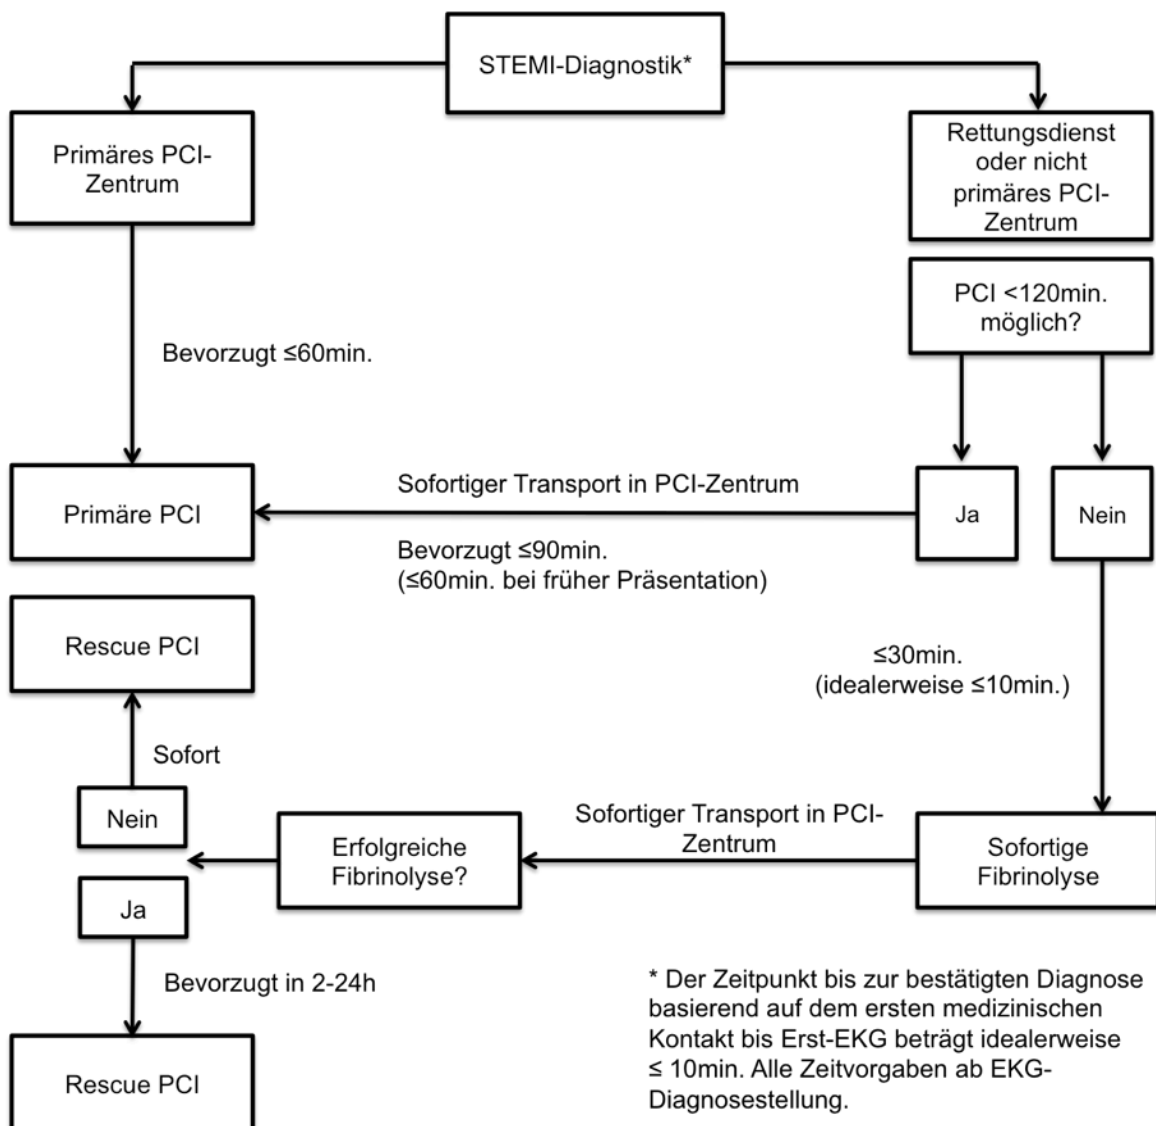 STEMI-Diagnostik*
Primäres PCI-
Zentrum
Rettungsdienst
oder nicht
primäres PCI-
Zentrum
PCI <120min.
möglich?
Bevorzugt ≤60min.
Primäre PCI
Sofortiger Transport in PCI-Zentrum
Bevorzugt ≤90min.
(≤60min. bei früher Präsentation)
Ja
Nein
Rescue PCI
≤30min.
(idealerweise ≤10min.)
Sofort
Nein
Ja
Erfolgreiche
Fibrinolyse?
Sofortiger Transport in PCI-
Zentrum
Sofortige
Fibrinolyse
Bevorzugt in 2-24h
Rescue PCI
* Der Zeitpunkt bis zur bestätigten Diagnose
basierend auf dem ersten medizinischen
Kontakt bis Erst-EKG beträgt idealerweise
≤ 10min. Alle Zeitvorgaben ab EKG-
Diagnosestellung.